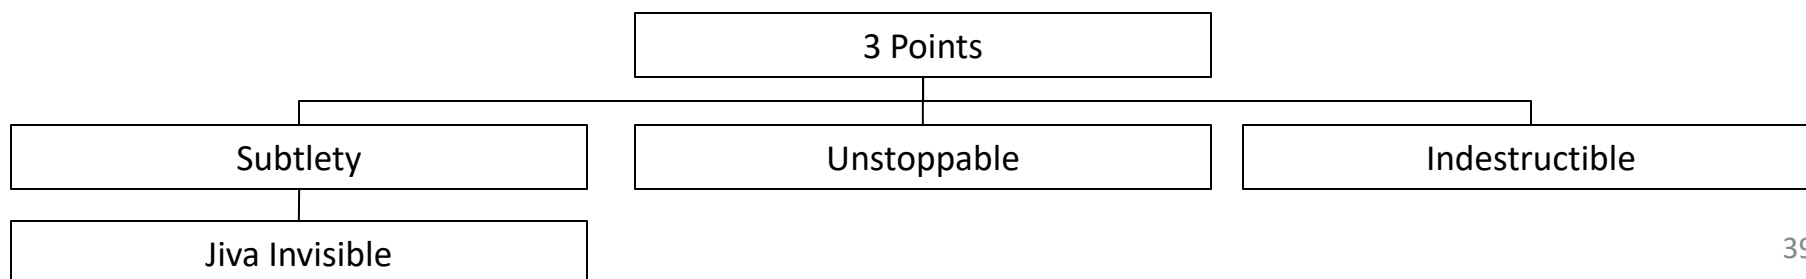 3 Points
Subtlety
Unstoppable
Indestructible
Jiva Invisible